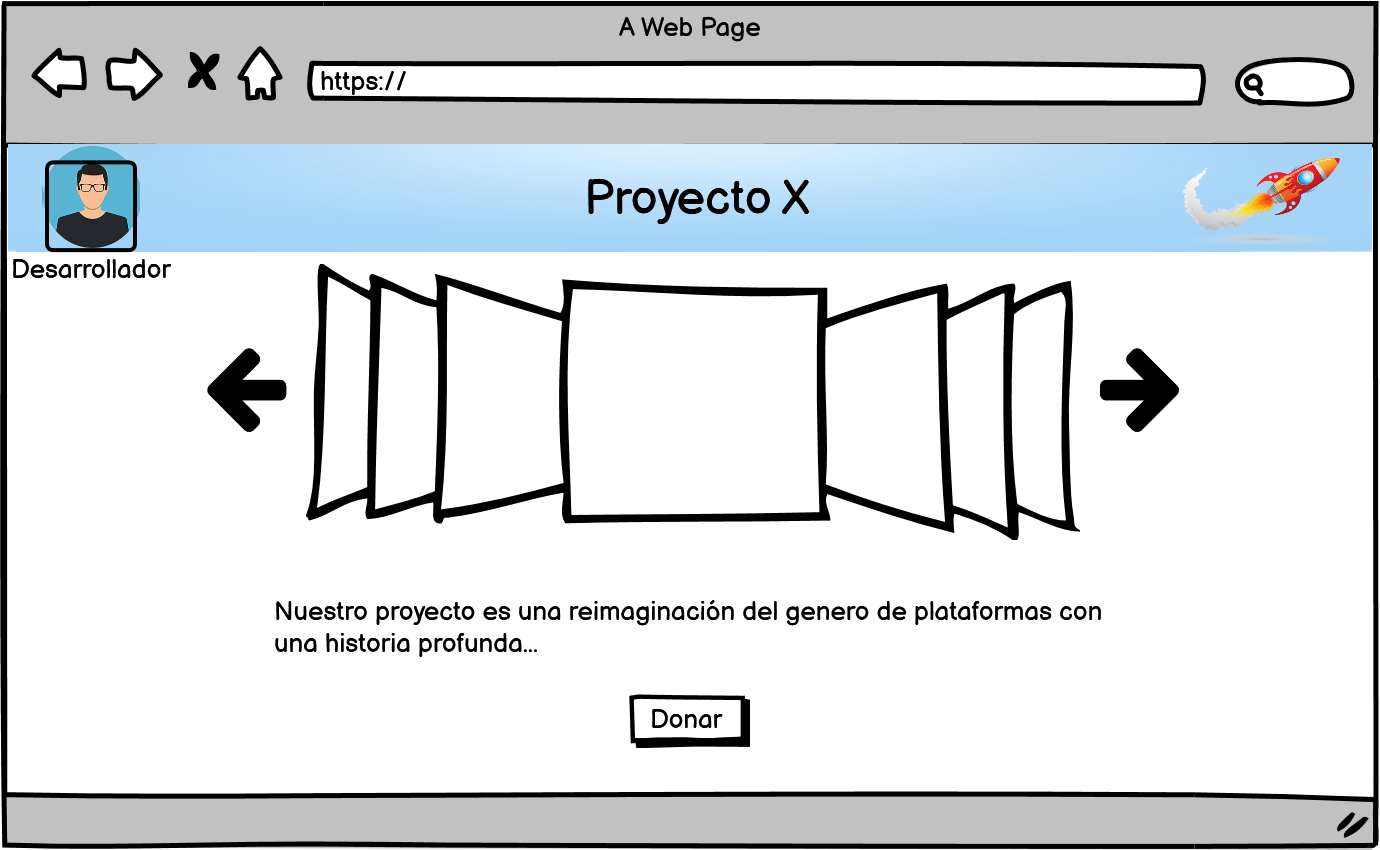 A Web Page
https://
Proyecto X
Desarrollador
Nuestro proyecto es una reimaginación del genero de plataformas con
una historia profunda...
Donar